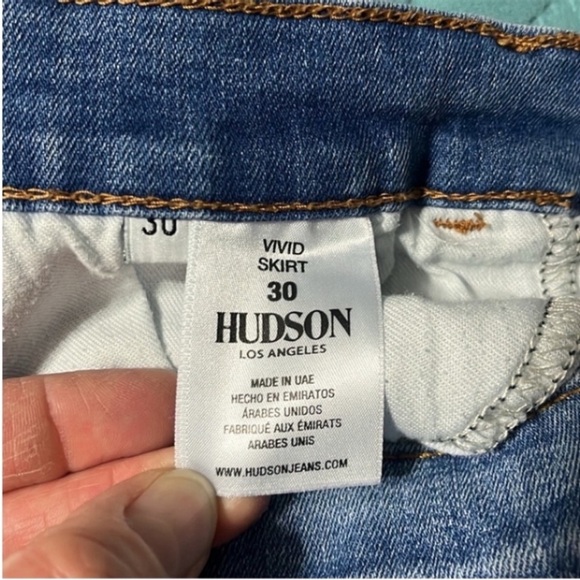 30
VIVID
SKIRT
30
HUDSON
LOS ANGELES
MADE IN UAE
HECHO EN EMIRATOS
ÁRABES UNIDOS
FABRIQUÉ AUX ÉMIRATS
ARABES UNIS
WWW.HUDSONJEANS.COM